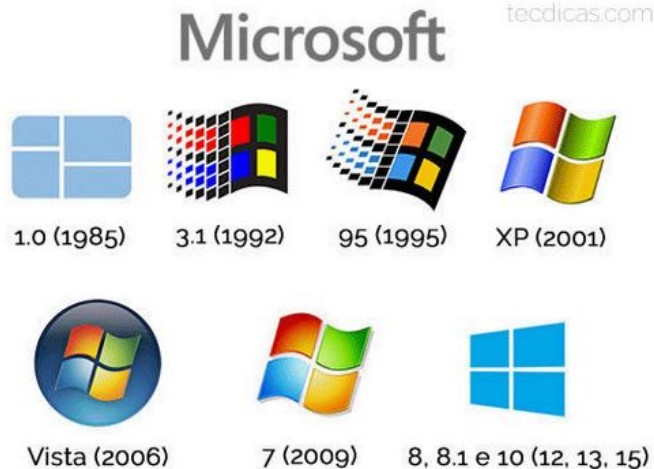 tecdicas.com
Microsoft
1.0 (1985)
3.1 (1992)
95 (1995)
XP (2001)
Vista (2006)
7 (2009)
8, 8.1 e 10 (12, 13, 15)